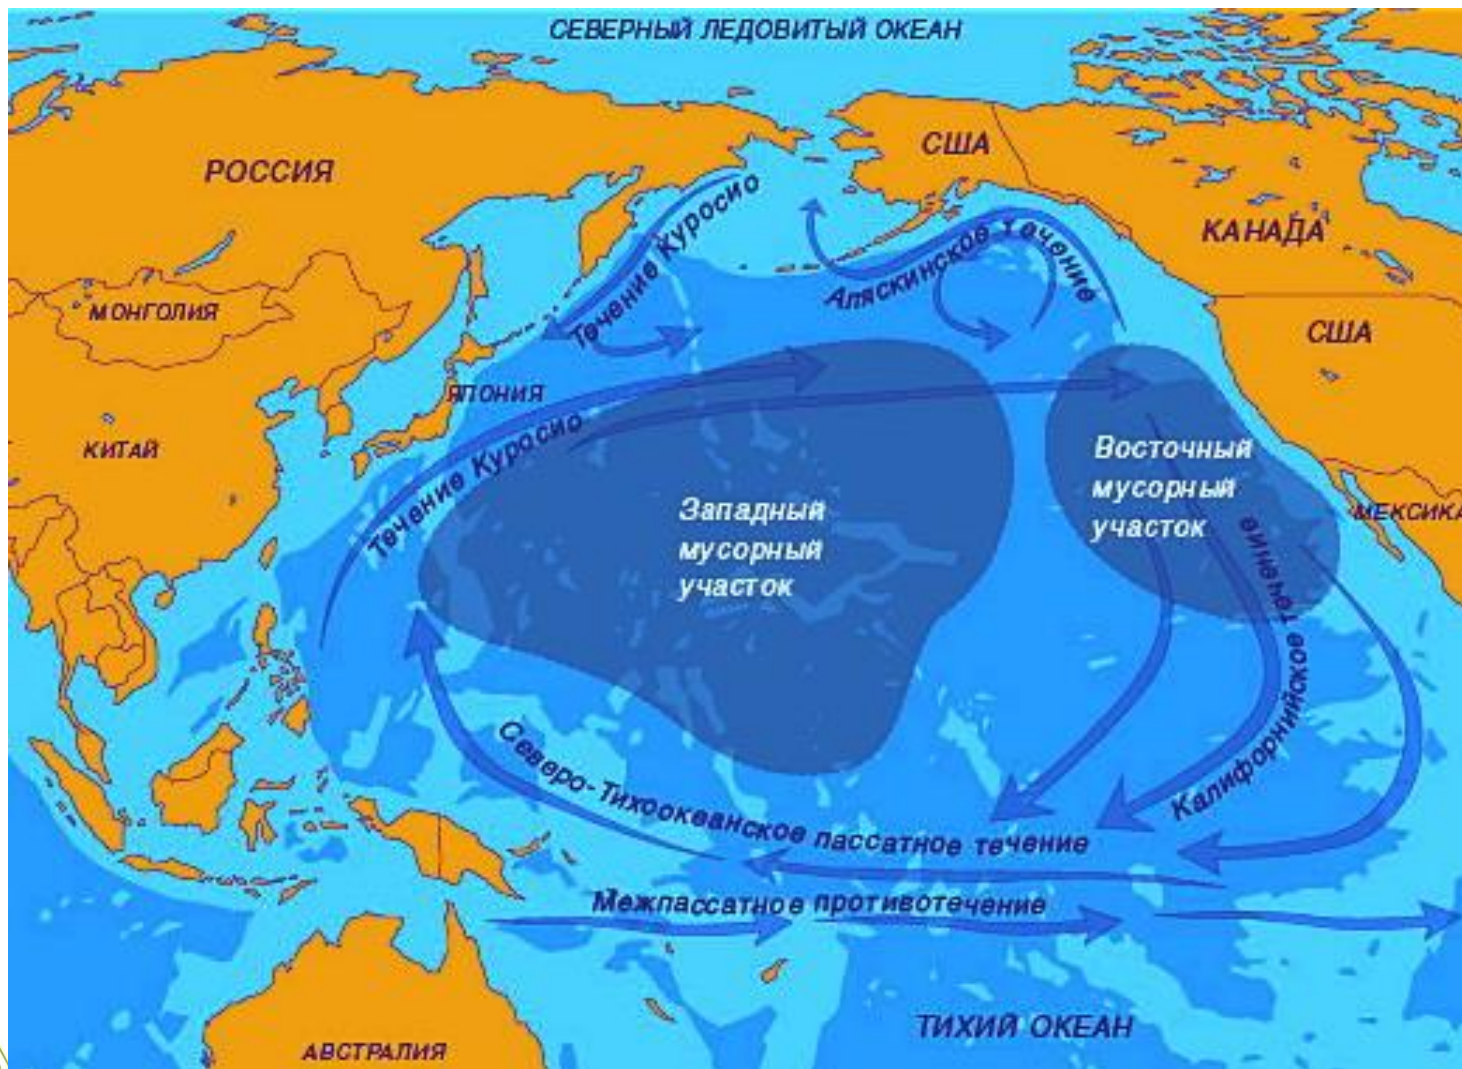 СЕВЕРНЫЙ ЛЕДОВИТЫЙ ОКЕАН
США
РОССИЯ
Течение Куросио
КАНАДА
Аляскинское течение
МОНГОЛИЯ
США
ЯПОНИЯ
Течение Куросио
КИТАЙ
Западный
мусорный
участок
Восточный
мусорный
участок
МЕКСИКА
Калифорнийское течение
Северо-Тихоокеанское пассатное течение
Межпассатное противотечение
ТИХИЙ ОКЕАН
АВСТРАЛИЯ